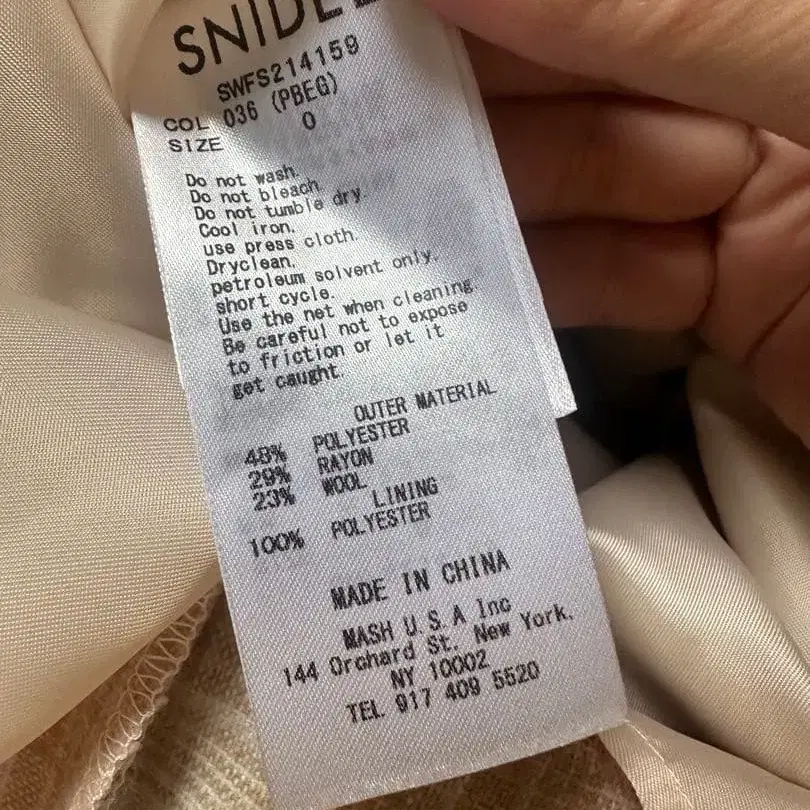 SNIDEL
SWFS214159
COL 036 (PBEG)
SIZE 0
Do not wash.
Do not bleach.
Do not tumble dry.
Cool iron.
use press cloth.
Dryclean.
petroleum solvent only.
short cycle.
Use the net when cleaning.
Be careful not to expose
to friction or let it
get caught.
OUTER MATERIAL
48% POLYESTER
29% RAYON
23% WOOL
LINING
100% POLYESTER
MADE IN CHINA
MASH U.S.A Inc
144 Orchard St. New York.
NY 10002
TEL 917 409 5520